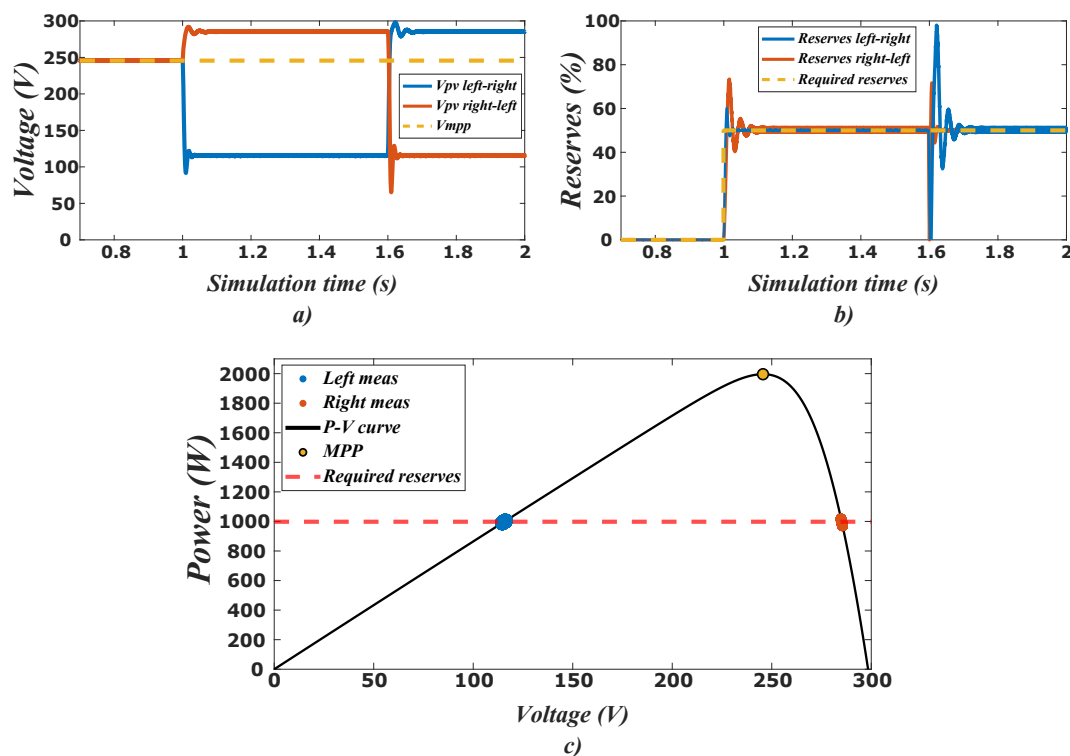 300
250
200
150
100
50
0
Voltage (V)
Vpv left-right
Vpv right-left
Vmpp
0.8
1
1.2
1.4
1.6
1.8
2
Simulation time (s)
a)
100
80
60
40
20
0
Reserves (%)
Reserves left-right
Reserves right-left
Required reserves
0.8
1
1.2
1.4
1.6
1.8
2
Simulation time (s)
b)
2000
1800
1600
1400
1200
1000
800
600
400
200
0
Power (W)
Left meas
Right meas
P-V curve
MPP
Required reserves
0
50
100
150
200
250
300
Voltage (V)
c)